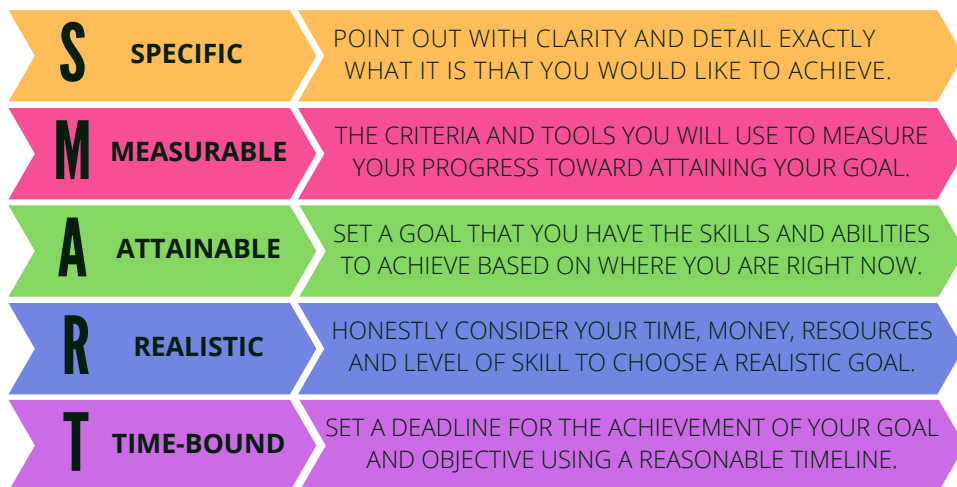 S
SPECIFIC
POINT OUT WITH CLARITY AND DETAIL EXACTLY
WHAT IT IS THAT YOU WOULD LIKE TO ACHIEVE.
M
MEASURABLE
THE CRITERIA AND TOOLS YOU WILL USE TO MEASURE
YOUR PROGRESS TOWARD ATTAINING YOUR GOAL.
A
ATTAINABLE
SET A GOAL THAT YOU HAVE THE SKILLS AND ABILITIES
TO ACHIEVE BASED ON WHERE YOU ARE RIGHT NOW.
R
REALISTIC
HONESTLY CONSIDER YOUR TIME, MONEY, RESOURCES
AND LEVEL OF SKILL TO CHOOSE A REALISTIC GOAL.
T
TIME-BOUND
SET A DEADLINE FOR THE ACHIEVEMENT OF YOUR GOAL
AND OBJECTIVE USING A REASONABLE TIMELINE.